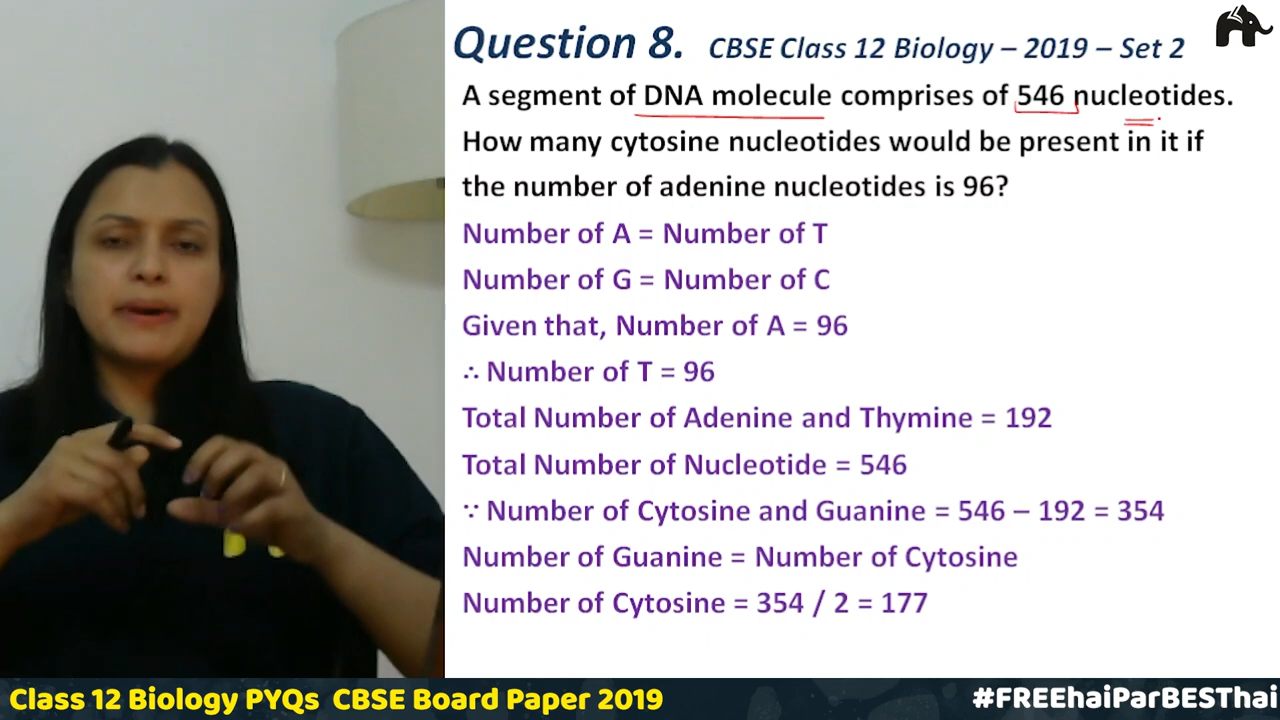 Question 8. CBSE Class 12 Biology – 2019 – Set 2
A segment of DNA molecule comprises of 546 nucleotides.
How many cytosine nucleotides would be present in it if
the number of adenine nucleotides is 96?
Number of A = Number of T
Number of G = Number of C
Given that, Number of A = 96
∴ Number of T = 96
Total Number of Adenine and Thymine = 192
Total Number of Nucleotide = 546
∵ Number of Cytosine and Guanine = 546 – 192 = 354
Number of Guanine = Number of Cytosine
Number of Cytosine = 354 / 2 = 177
Class 12 Biology PYQs CBSE Board Paper 2019
#FREEhaiParBESThai